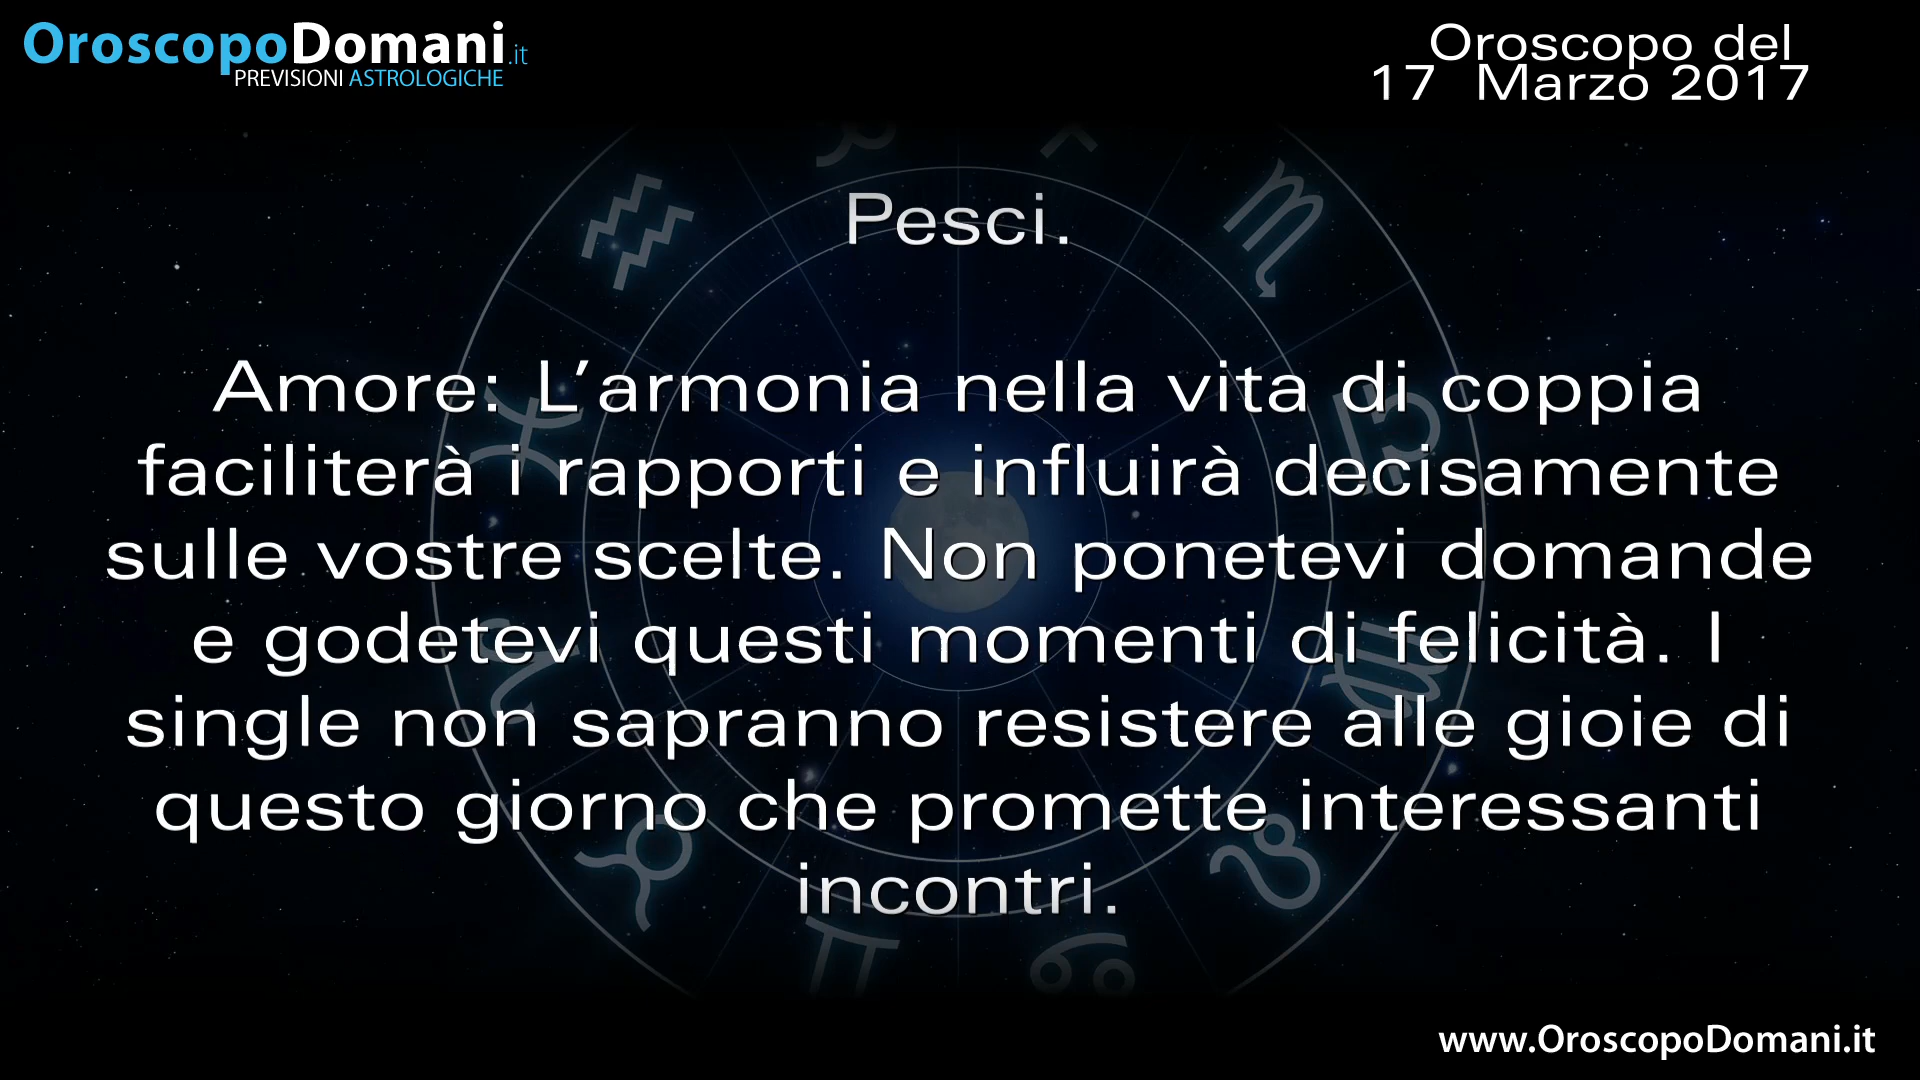 OroscopoDomani.it
PREVISIONI ASTROLOGICHE
Oroscopo del
17 Marzo 2017
Pesci.
Amore: L’armonia nella vita di coppia
faciliterà i rapporti e influirà decisamente
sulle vostre scelte. Non ponetevi domande
e godetevi questi momenti di felicità. I
single non sapranno resistere alle gioie di
questo giorno che promette interessanti
incontri.
www.OroscopoDomani.it